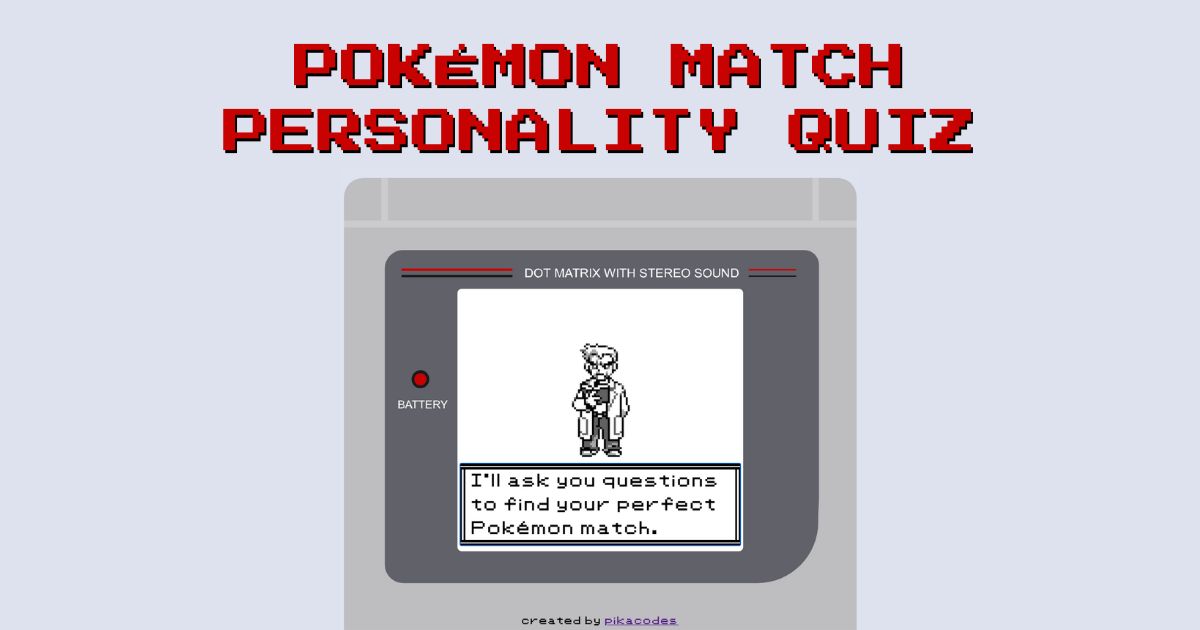 POKéMON MATCH
PERSONALITY QUIZ
DOT MATRIX WITH STEREO SOUND
BATTERY
I'll ask you questions
to find your perfect
Pokémon match.
created by pikacodes